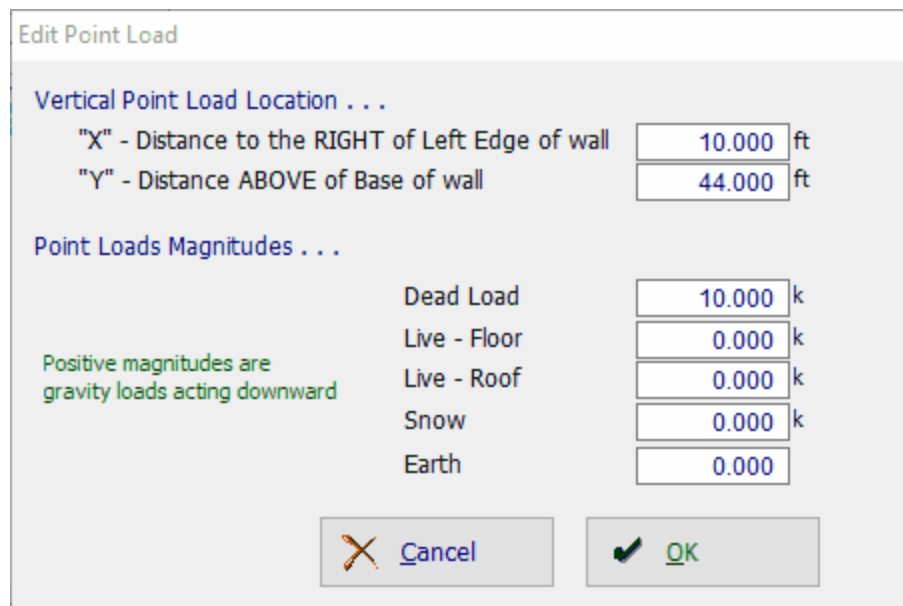 Edit Point Load
Vertical Point Load Location . . .
"X" - Distance to the RIGHT of Left Edge of wall 10.000 ft
"Y" - Distance ABOVE of Base of wall 44.000 ft
Point Loads Magnitudes . . .
Dead Load 10.000 k
Live - Floor 0.000 k
Positive magnitudes are
gravity loads acting downward
Live - Roof 0.000 k
Snow 0.000 k
Earth 0.000
Cancel OK